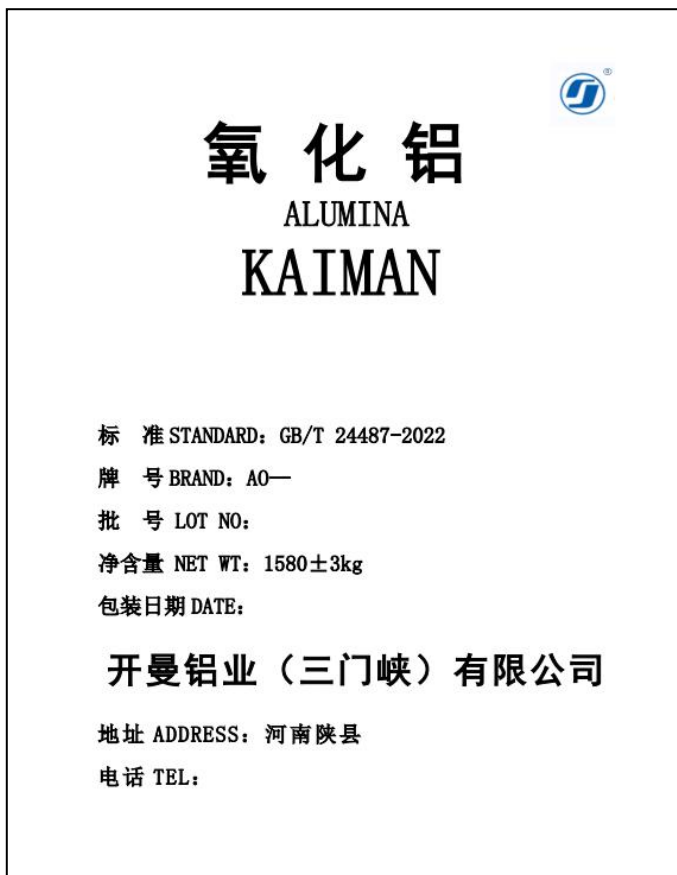 ®
氧化铝
ALUMINA
KAIMAN
标 准 STANDARD: GB/T 24487-2022
牌 号 BRAND: AO—
批 号 LOT NO:
净含量 NET WT: 1580±3kg
包装日期 DATE:
开曼铝业（三门峡）有限公司
地址 ADDRESS: 河南陕县
电话 TEL: